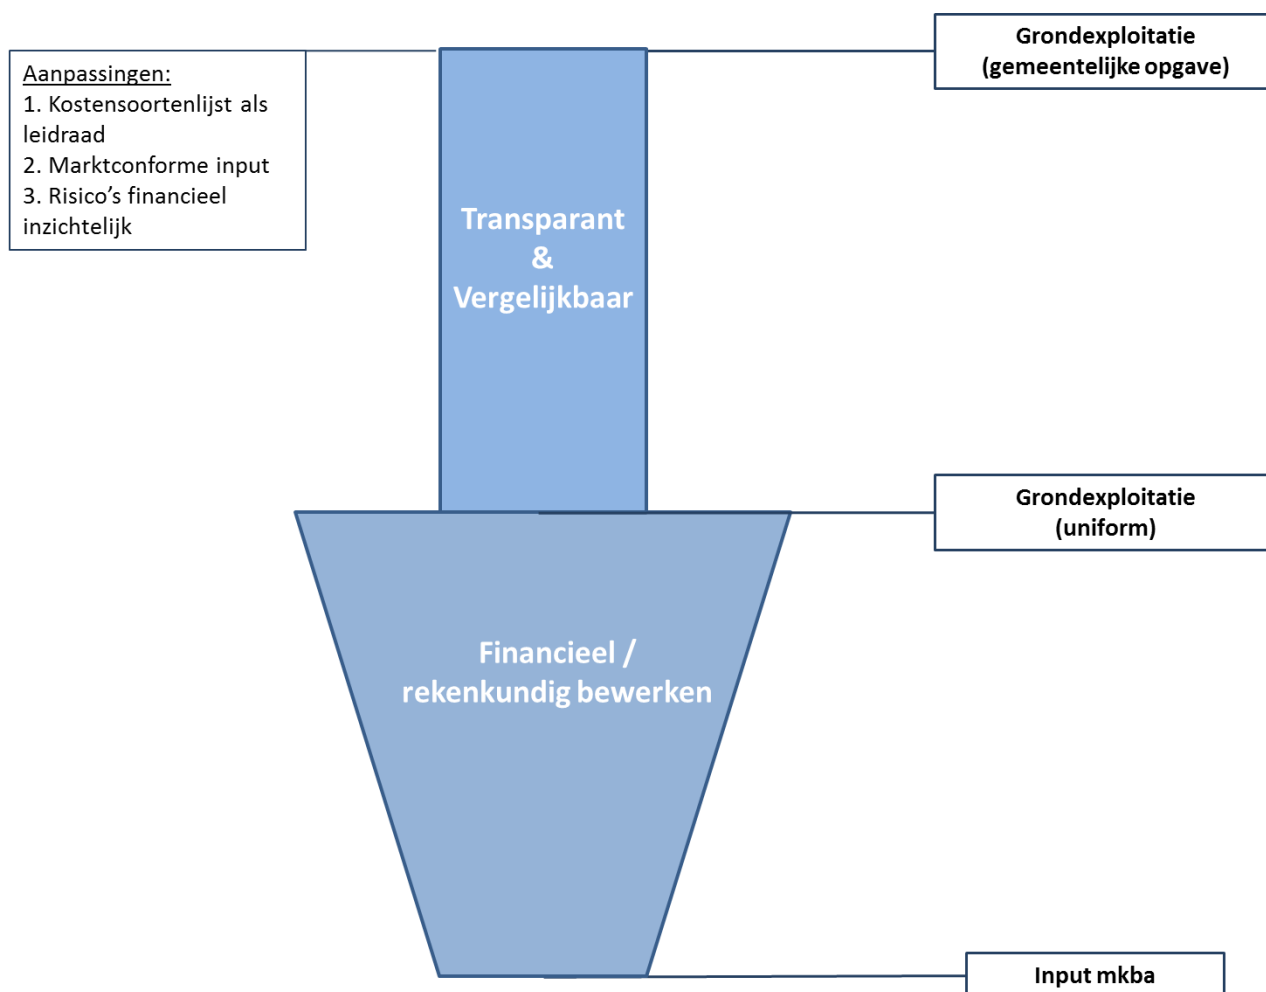 Grondexploitatie
(gemeentelijke opgave)
Aanpassingen:
1. Kostensoortenlijst als
leidraad
2. Marktconforme input
3. Risico’s financieel
inzichtelijk
Transparant
&
Vergelijkbaar
Grondexploitatie
(uniform)
Financieel /
rekenkundig bewerken
Input mkba